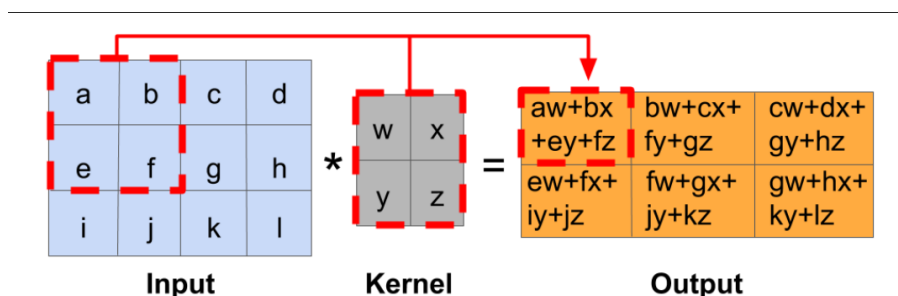 a b c d
e f g h
i j k l
*
w x
y z
=
aw+bx bw+cx+ cw+dx+
+ey+fz fy+gz gy+hz
ew+fx+ fw+gx+ gw+hx+
iy+jz jy+kz ky+lz
Input Kernel Output